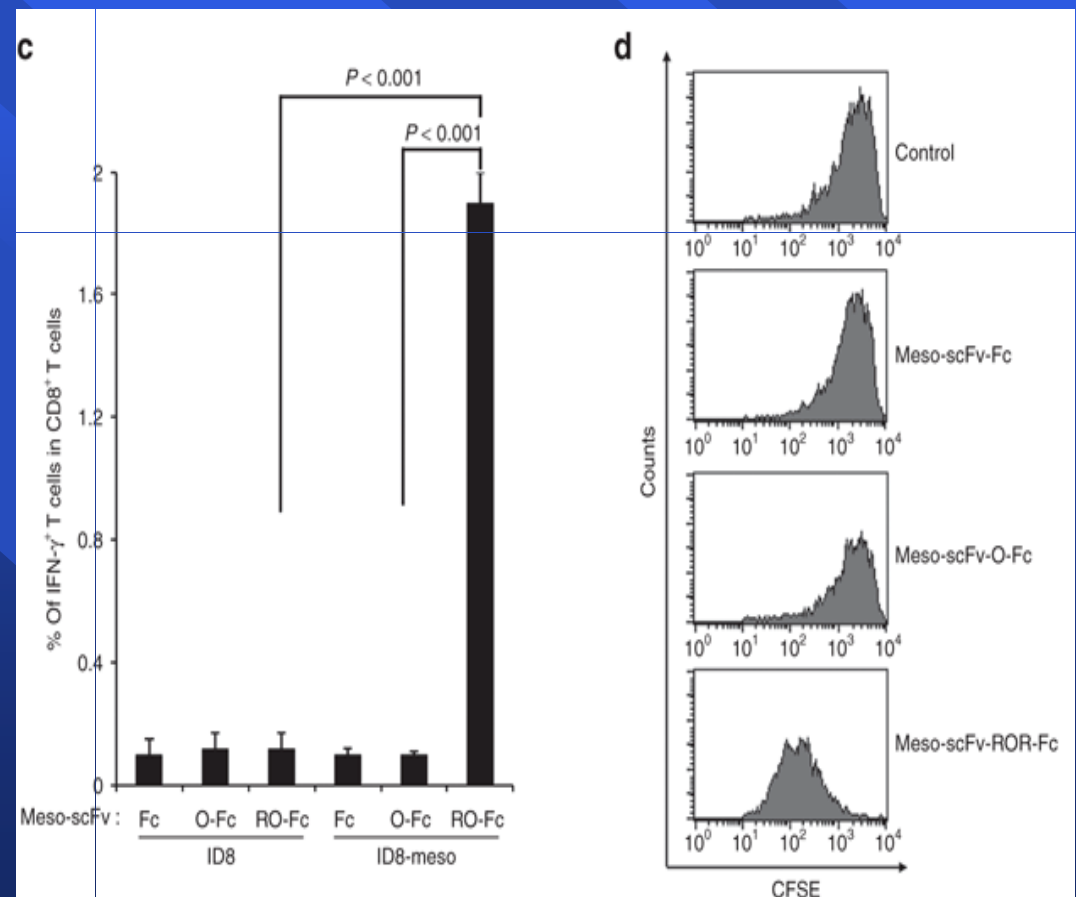 c
P < 0.001
P < 0.001
2
1.6
1.2
0.8
0.4
0
% Of IFN-γ⁺ T cells in CD8⁺ T cells
Meso-scFv : Fc O-Fc RO-Fc Fc O-Fc RO-Fc
ID8 ID8-meso
d
Control
10⁰ 10¹ 10² 10³ 10⁴
Meso-scFv-Fc
10⁰ 10¹ 10² 10³ 10⁴
Meso-scFv-O-Fc
10⁰ 10¹ 10² 10³ 10⁴
Meso-scFv-ROR-Fc
10⁰ 10¹ 10² 10³ 10⁴
Counts
CFSE